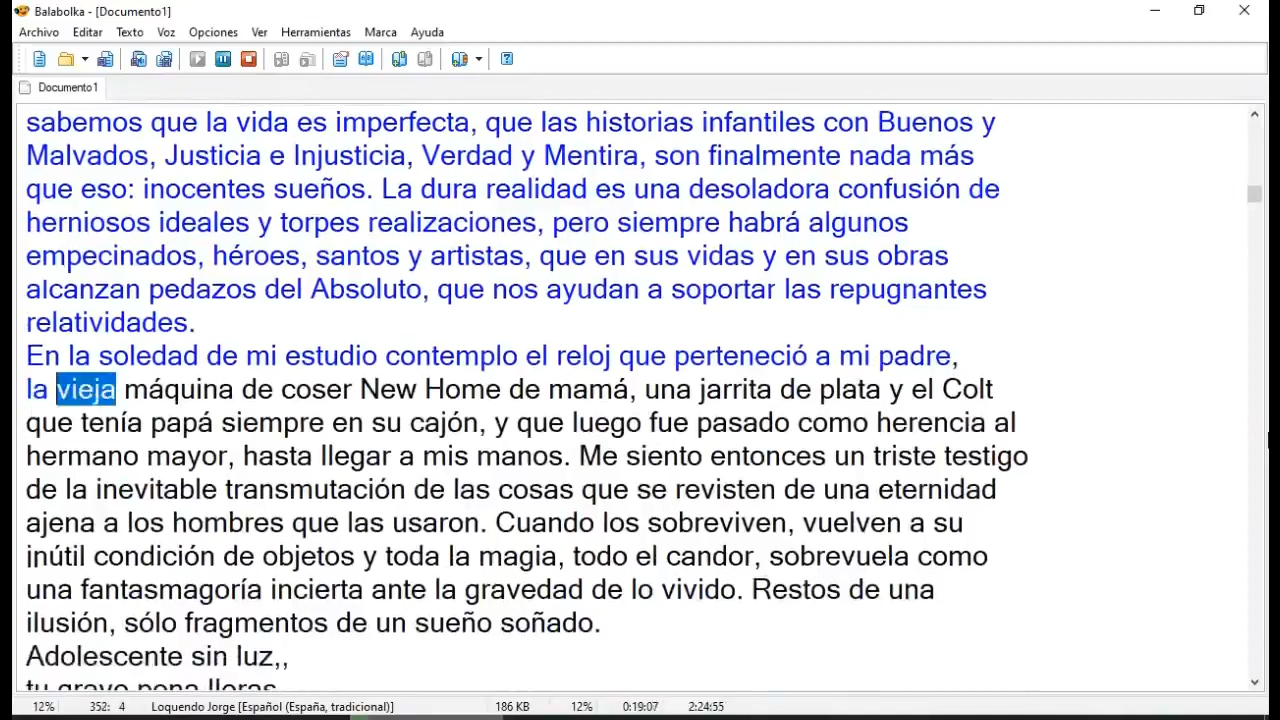 Balabolka - [Documento1]
Archivo Editar Texto Voz Opciones Ver Herramientas Marca Ayuda
Documento1
sabemos que la vida es imperfecta, que las historias infantiles con Buenos y
Malvados, Justicia e Injusticia, Verdad y Mentira, son finalmente nada más
que eso: inocentes sueños. La dura realidad es una desoladora confusión de
herniosos ideales y torpes realizaciones, pero siempre habrá algunos
empecinados, héroes, santos y artistas, que en sus vidas y en sus obras
alcanzan pedazos del Absoluto, que nos ayudan a soportar las repugnantes
relatividades.
En la soledad de mi estudio contemplo el reloj que perteneció a mi padre,
la vieja máquina de coser New Home de mamá, una jarrita de plata y el Colt
que tenía papá siempre en su cajón, y que luego fue pasado como herencia al
hermano mayor, hasta llegar a mis manos. Me siento entonces un triste testigo
de la inevitable transmutación de las cosas que se revisten de una eternidad
ajena a los hombres que las usaron. Cuando los sobreviven, vuelven a su
inútil condición de objetos y toda la magia, todo el candor, sobrevuela como
una fantasmagoría incierta ante la gravedad de lo vivido. Restos de una
ilusión, sólo fragmentos de un sueño soñado.
Adolescente sin luz,,
tu grave pena lloras
12% 352: 4 Loquendo Jorge [Español (España, tradicional)] 186 KB 12% 0:19:07 2:24:55